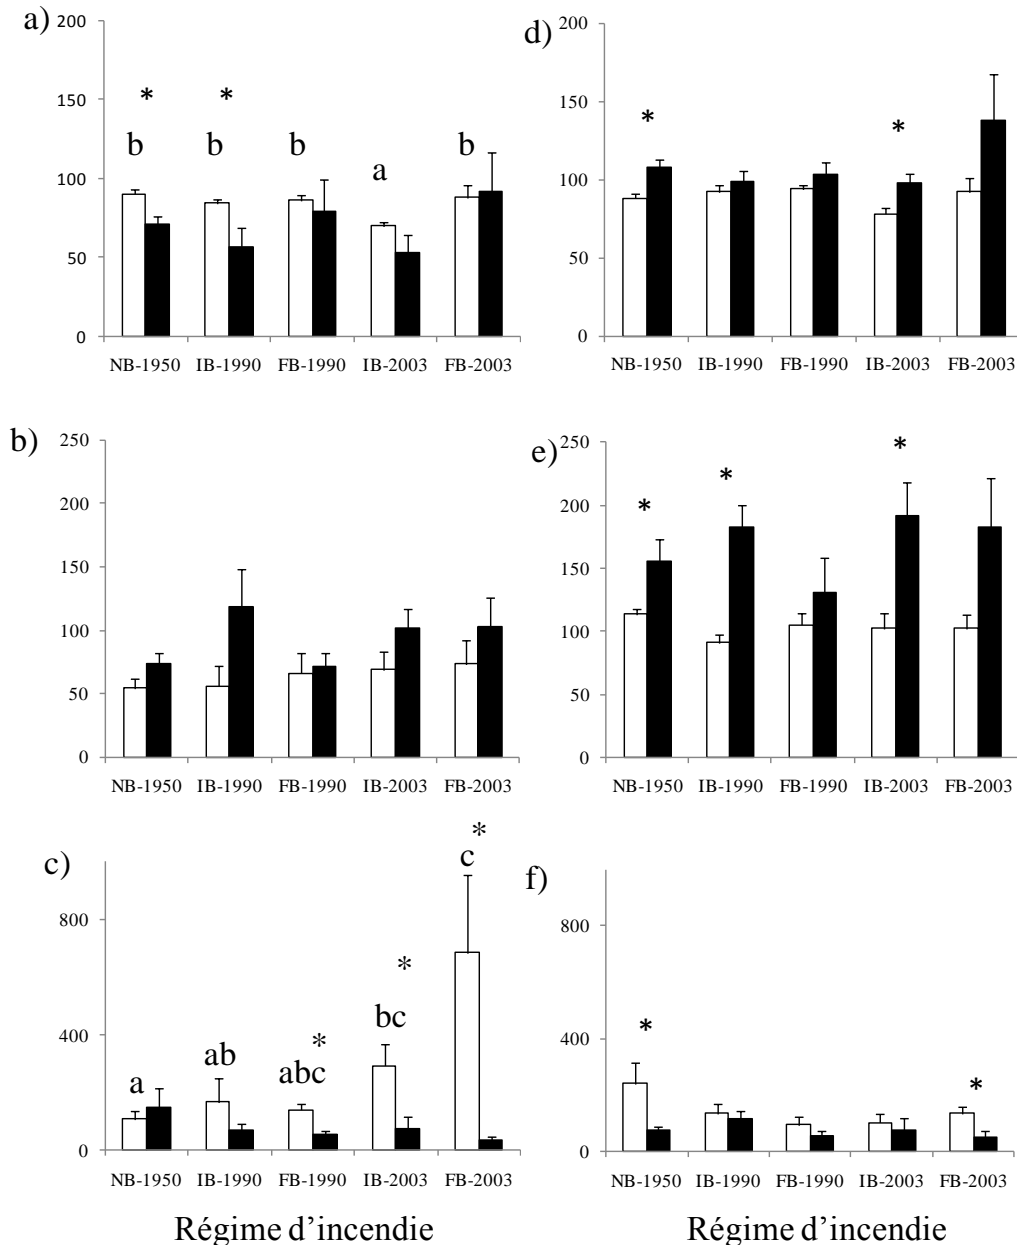 a)
200
150
100
50
0
* *
b b b a b
NB-1950 IB-1990 FB-1990 IB-2003 FB-2003
d)
200
150
100
50
0
* *
NB-1950 IB-1990 FB-1990 IB-2003 FB-2003
b)
250
200
150
100
50
0
NB-1950 IB-1990 FB-1990 IB-2003 FB-2003
e)
250
200
150
100
50
0
* * * *
NB-1950 IB-1990 FB-1990 IB-2003 FB-2003
c)
800
400
0
* * *
a ab abc bc c
NB-1950 IB-1990 FB-1990 IB-2003 FB-2003
Régime d’incendie
f)
800
400
0
* *
NB-1950 IB-1990 FB-1990 IB-2003 FB-2003
Régime d’incendie